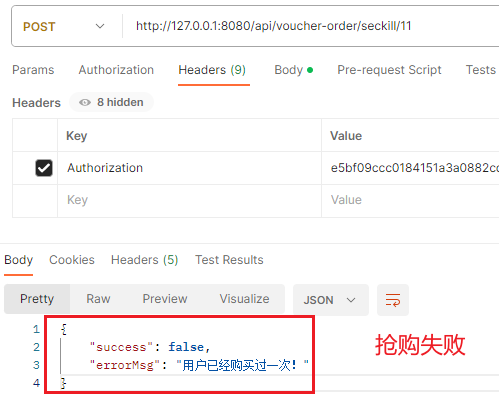 POST http://127.0.0.1:8080/api/voucher-order/seckill/11
Params Authorization Headers (9) Body Pre-request Script Tests
Headers 8 hidden
Key Value
Authorization e5bf09ccc0184151a3a0882cc
Key Value
Body Cookies Headers (5) Test Results
Pretty Raw Preview Visualize JSON
1 {
2 "success": false,
3 "errorMsg": "用户已经购买过一次!"
4 }
抢购失败